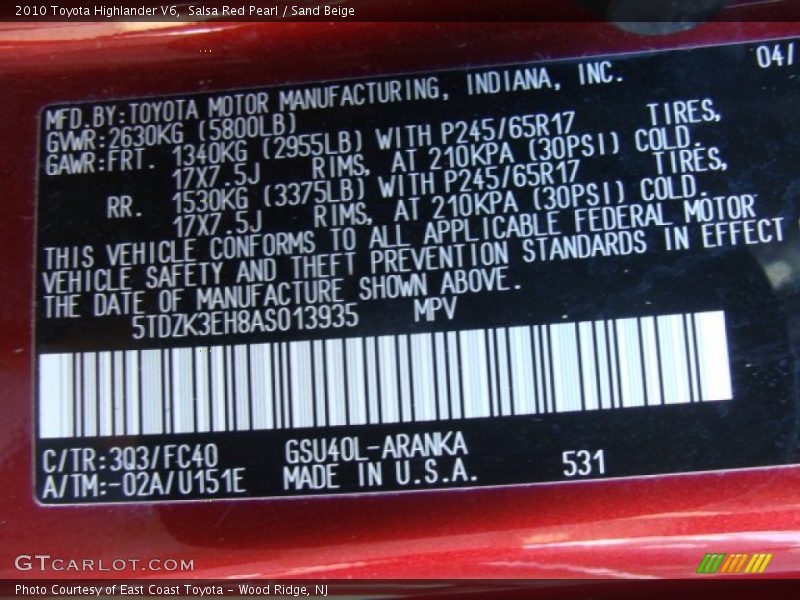 2010 Toyota Highlander V6, Salsa Red Pearl / Sand Beige
04/
MFD.BY:TOYOTA MOTOR MANUFACTURING, INDIANA, INC.
GVWR:2630KG (5800LB)
GAWR:FRT. 1340KG (2955LB) WITH P245/65R17 TIRES,
17X7.5J RIMS, AT 210KPA (30PSI) COLD.
RR. 1530KG (3375LB) WITH P245/65R17 TIRES,
17X7.5J RIMS, AT 210KPA (30PSI) COLD.
THIS VEHICLE CONFORMS TO ALL APPLICABLE FEDERAL MOTOR
VEHICLE SAFETY AND THEFT PREVENTION STANDARDS IN EFFECT
THE DATE OF MANUFACTURE SHOWN ABOVE.
5TDZK3EH8AS013935 MPV
C/TR:3Q3/FC40 GSU40L-ARANKA 531
A/TM:-02A/U151E MADE IN U.S.A.
GTCARLOT.COM
Photo Courtesy of East Coast Toyota - Wood Ridge, NJ